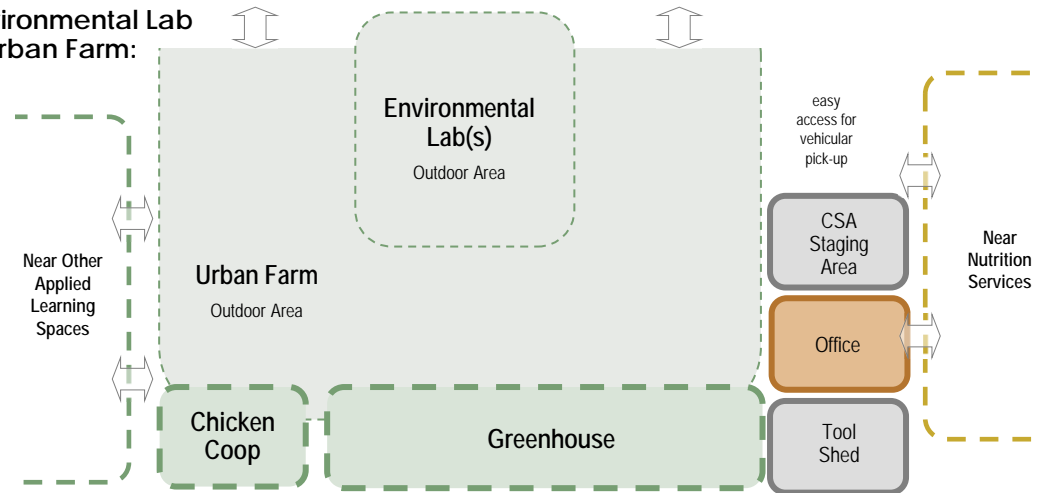 vironmental Lab
rban Farm:
Environmental
Lab(s)
Outdoor Area
easy
access for
vehicular
pick-up
CSA
Staging
Area
Near
Nutrition
Services
Near Other
Applied
Learning
Spaces
Urban Farm
Outdoor Area
Office
Chicken
Coop
Greenhouse
Tool
Shed